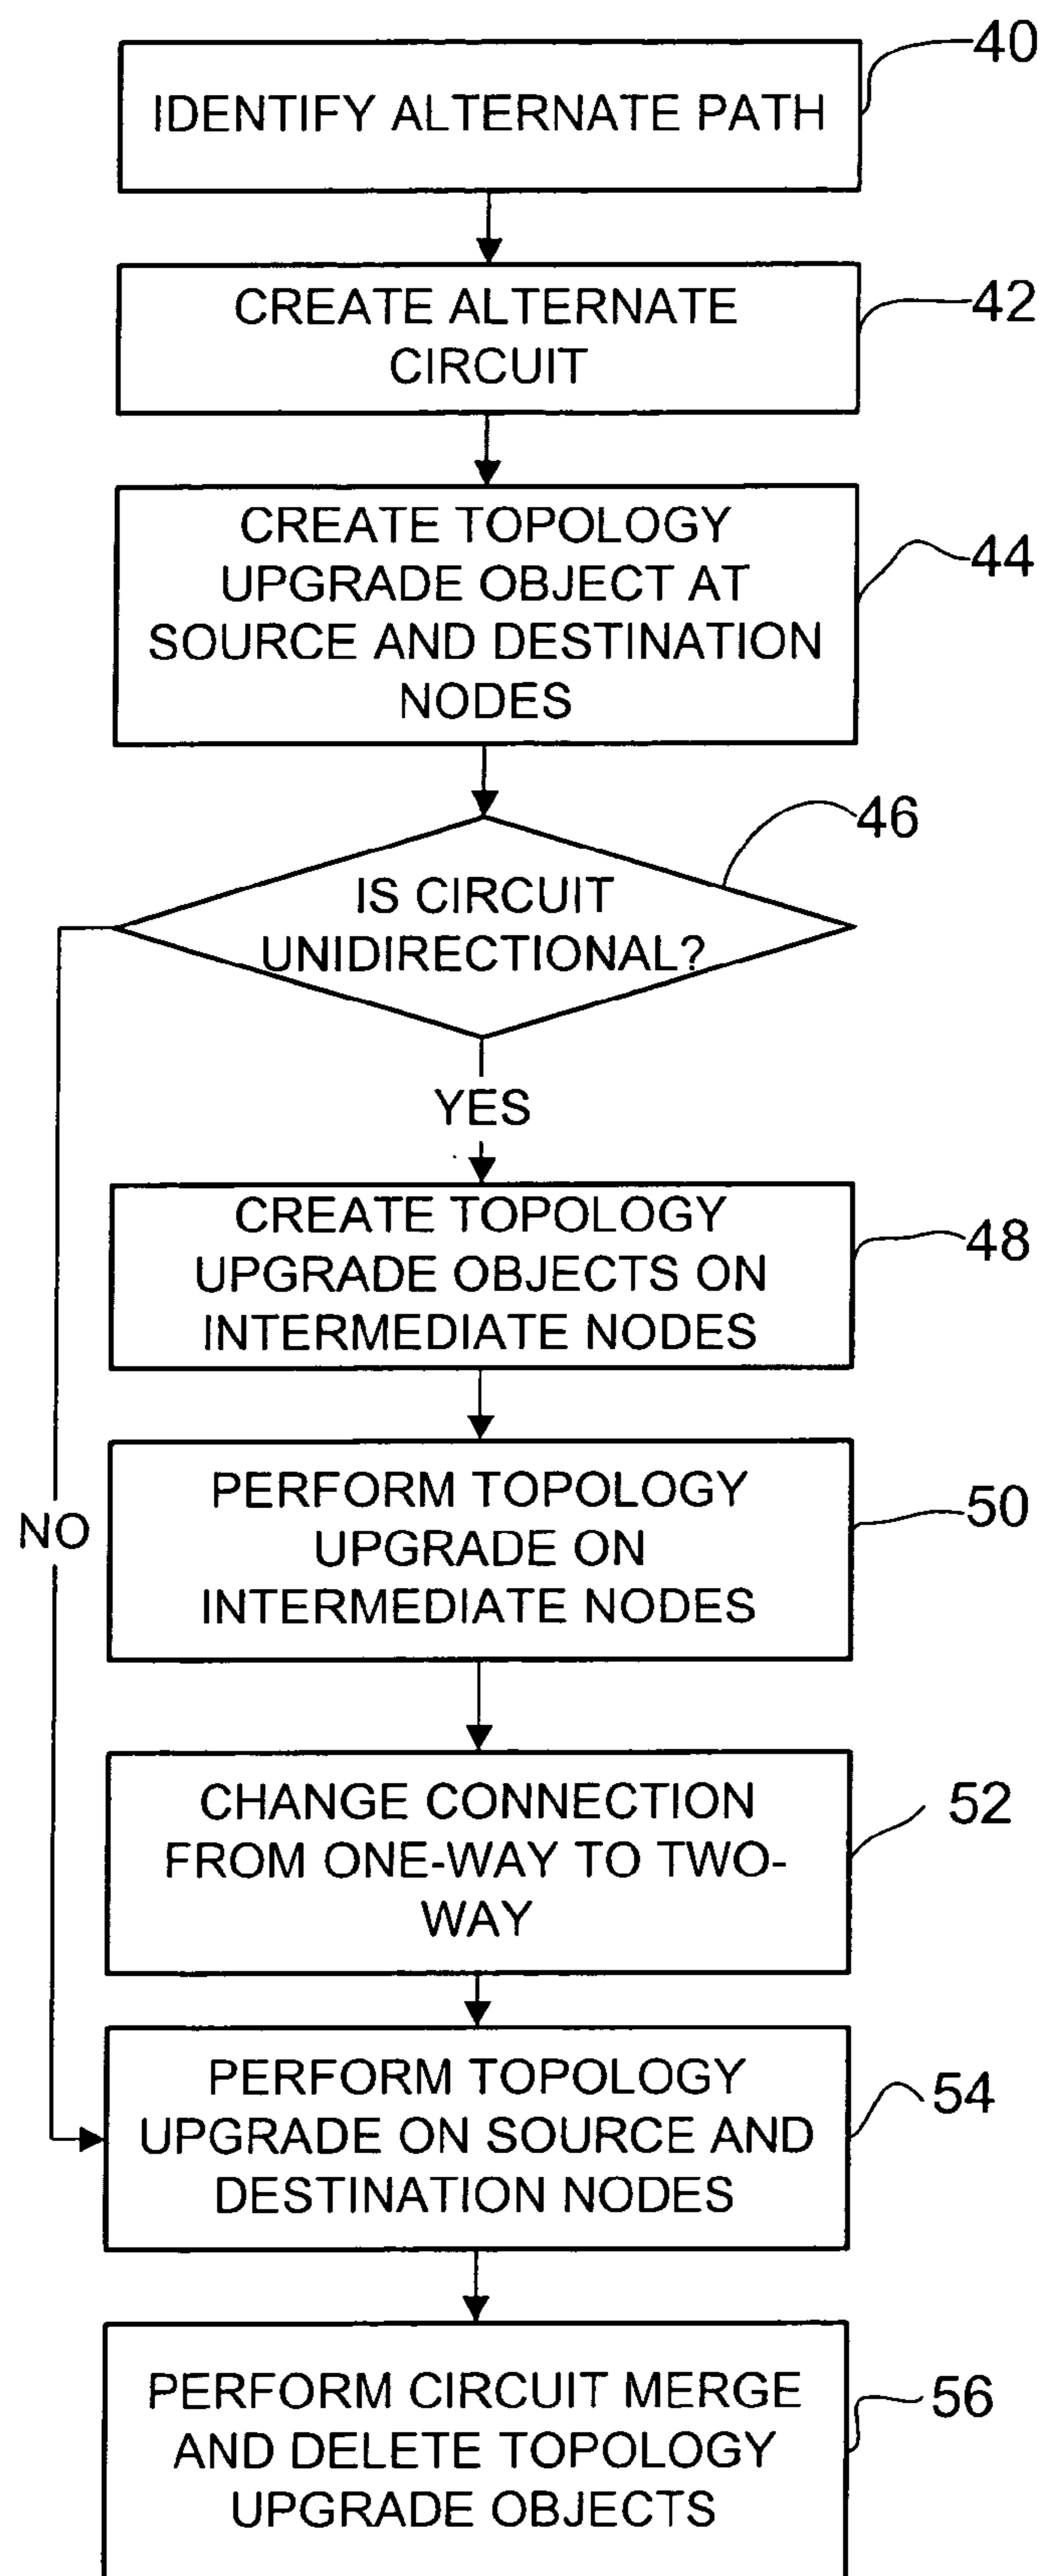 40
IDENTIFY ALTERNATE PATH
42
CREATE ALTERNATE
CIRCUIT
44
CREATE TOPOLOGY
UPGRADE OBJECT AT
SOURCE AND DESTINATION
NODES
46
IS CIRCUIT
UNIDIRECTIONAL?
YES
48
CREATE TOPOLOGY
UPGRADE OBJECTS ON
INTERMEDIATE NODES
50
PERFORM TOPOLOGY
UPGRADE ON
INTERMEDIATE NODES
NO
52
CHANGE CONNECTION
FROM ONE-WAY TO TWO-
WAY
54
PERFORM TOPOLOGY
UPGRADE ON SOURCE AND
DESTINATION NODES
56
PERFORM CIRCUIT MERGE
AND DELETE TOPOLOGY
UPGRADE OBJECTS